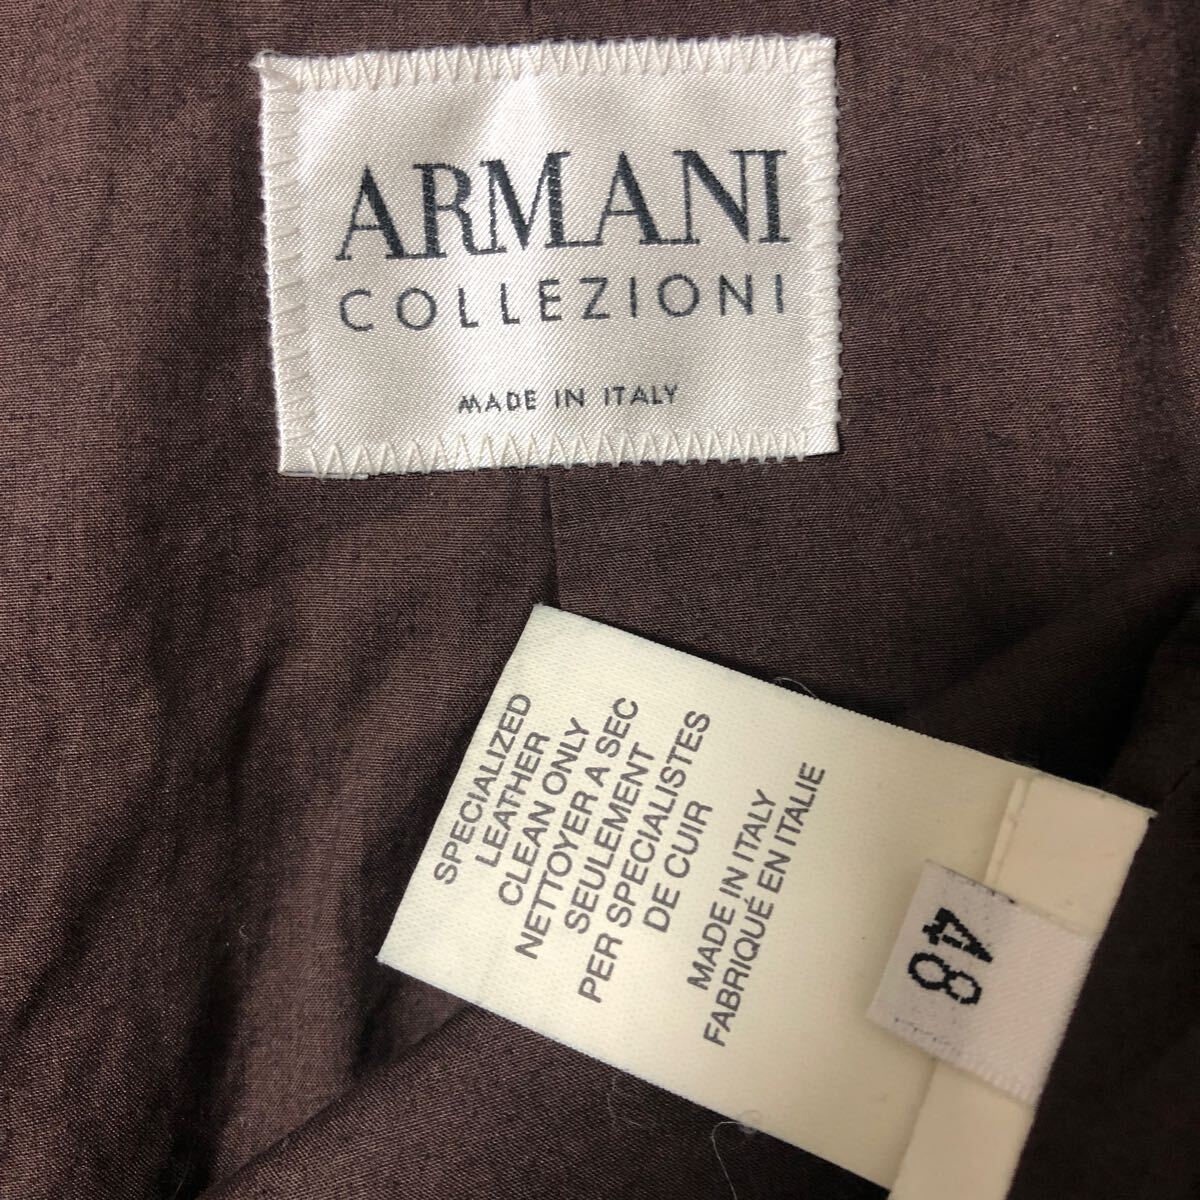 ARMANI
COLLEZIONI
MADE IN ITALY
SPECIALIZED
LEATHER
CLEAN ONLY
NETTOYER A SEC
SEULEMENT
PER SPECIALISTES
DE CUIR
MADE IN ITALY
FABRIQUÉ EN ITALIE
48